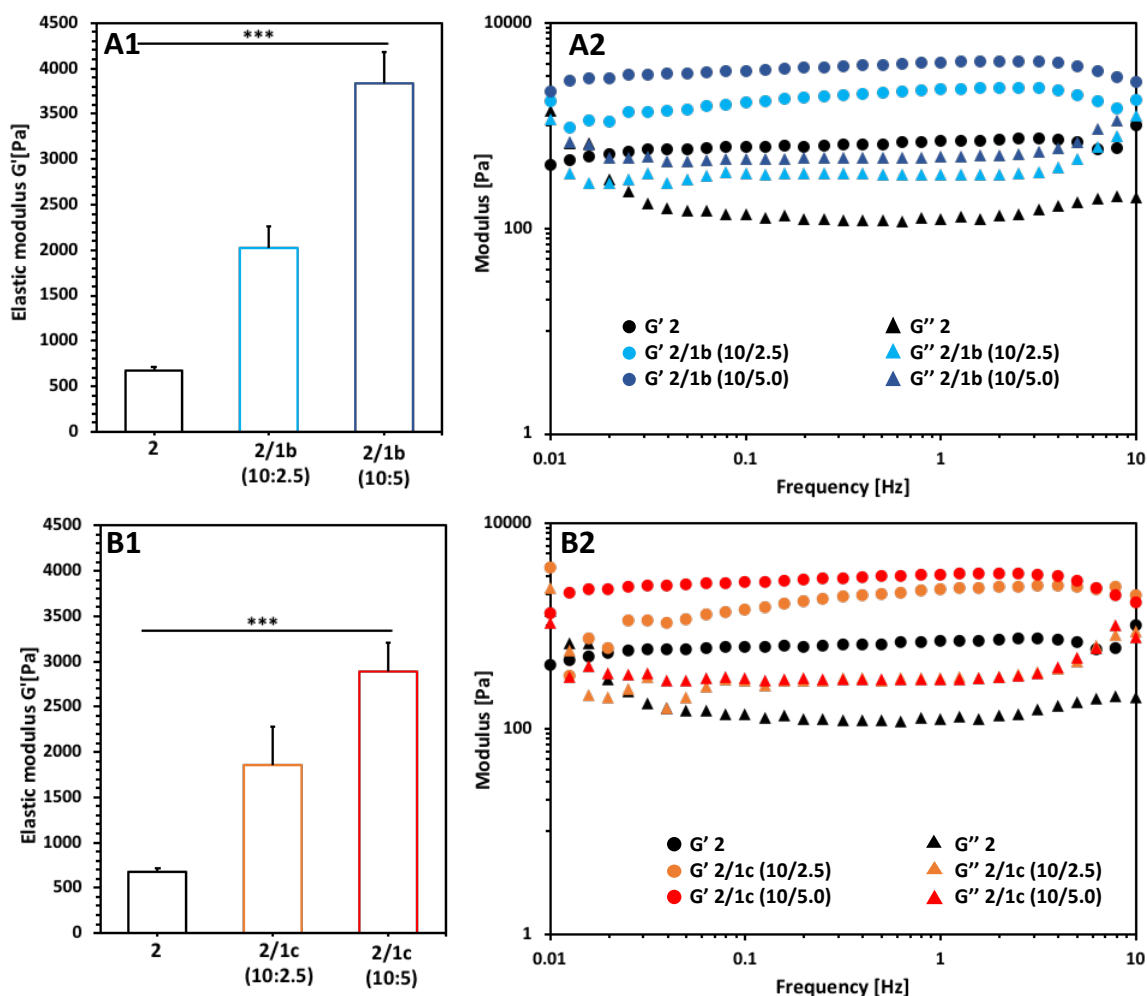 A1
***
4500
4000
3500
3000
2500
2000
1500
1000
500
0
Elastic modulus G'[Pa]
2
2/1b
(10:2.5)
2/1b
(10:5)
A2
10000
100
1
Modulus [Pa]
G’ 2
G’ 2/1b (10/2.5)
G’ 2/1b (10/5.0)
G’’ 2
G’’ 2/1b (10/2.5)
G’’ 2/1b (10/5.0)
0.01 0.1 1 10
Frequency [Hz]
B1
***
4500
4000
3500
3000
2500
2000
1500
1000
500
0
Elastic modulus G'[Pa]
2
2/1c
(10:2.5)
2/1c
(10:5)
B2
10000
100
1
Modulus [Pa]
G’ 2
G’ 2/1c (10/2.5)
G’ 2/1c (10/5.0)
G’’ 2
G’’ 2/1c (10/2.5)
G’’ 2/1c (10/5.0)
0.01 0.1 1 10
Frequency [Hz]